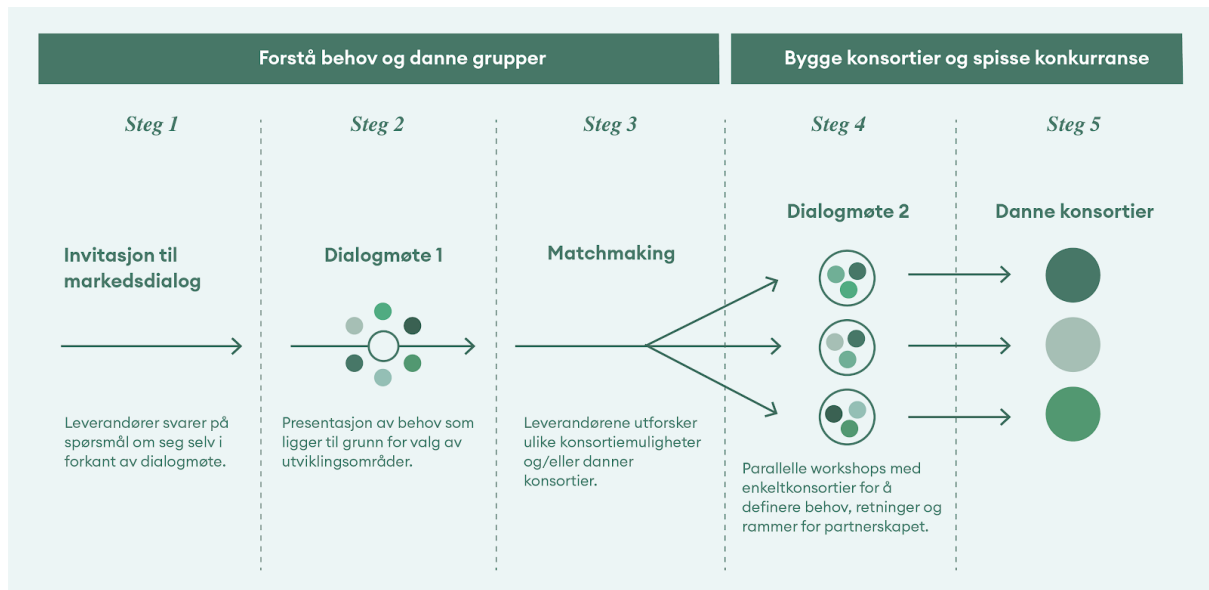 Forstå behov og danne grupper
Bygge konsortier og spisse konkurranse
Steg 1
Steg 2
Steg 3
Steg 4
Steg 5
Invitasjon til
markedsdialog
Leverandører svarer på
spørsmål om seg selv i
forkant av dialogmøte.
Dialogmøte 1
Presentasjon av behov som
ligger til grunn for valg av
utviklingsområder.
Matchmaking
Leverandørene utforsker
ulike konsortiemuligheter
og/eller danner
konsortier.
Dialogmøte 2
Parallelle workshops med
enkeltkonsortier for å
definere behov, retninger og
rammer for partnerskapet.
Danne konsortier